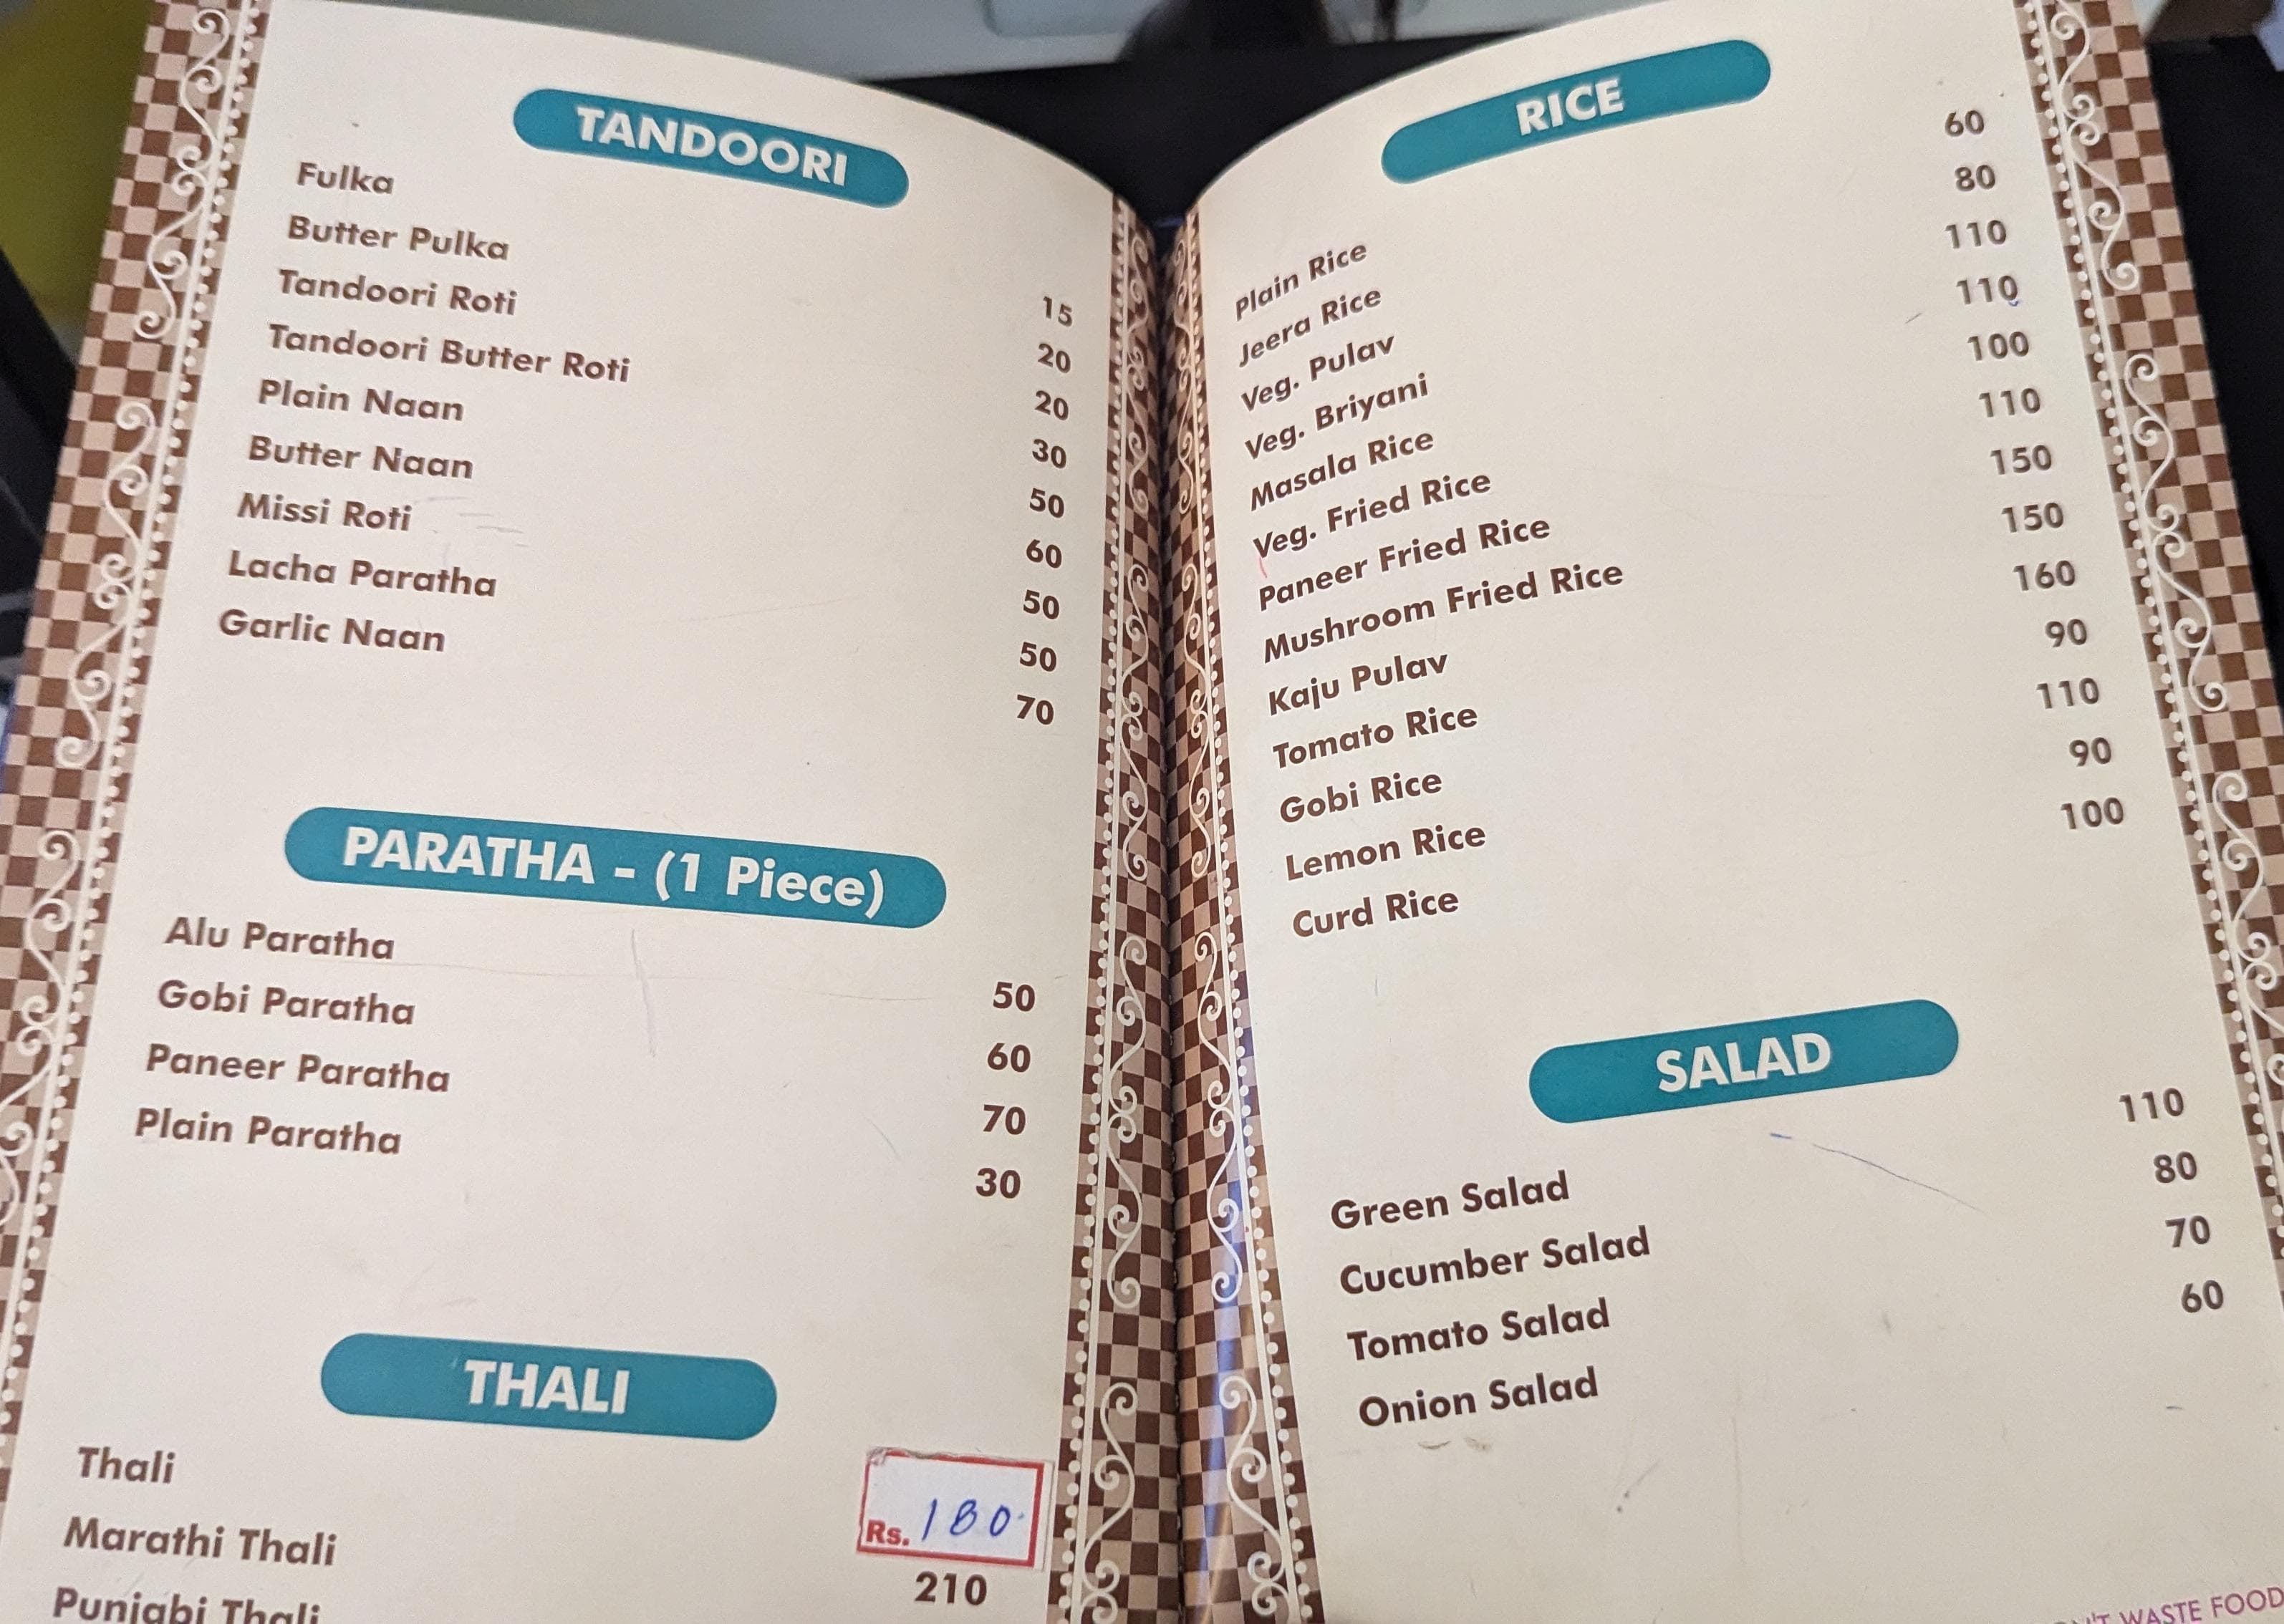 TANDOORI
Fulka 15
Butter Pulka 20
Tandoori Roti 20
Tandoori Butter Roti 30
Plain Naan 50
Butter Naan 60
Missi Roti 50
Lacha Paratha 50
Garlic Naan 70
PARATHA - (1 Piece)
Alu Paratha 50
Gobi Paratha 60
Paneer Paratha 70
Plain Paratha 30
THALI
Thali Rs. 180.
Marathi Thali 210
Punjabi Thali
RICE
Plain Rice 60
Jeera Rice 80
Veg. Pulav 110
Veg. Briyani 110
Masala Rice 100
Veg. Fried Rice 110
Paneer Fried Rice 150
Mushroom Fried Rice 150
Kaju Pulav 160
Tomato Rice 90
Gobi Rice 110
Lemon Rice 90
Curd Rice 100
SALAD
Green Salad 110
Cucumber Salad 80
Tomato Salad 70
Onion Salad 60
WASTE FOOD